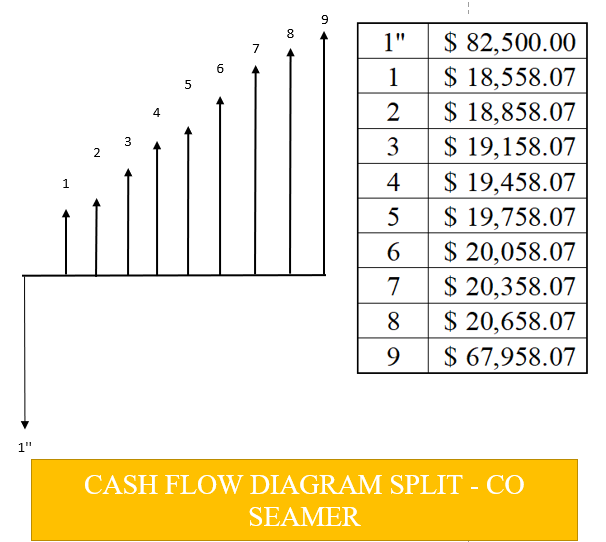 9
8
7
6
5
4
3
2
1
1"
1" $ 82,500.00
1 $ 18,558.07
2 $ 18,858.07
3 $ 19,158.07
4 $ 19,458.07
5 $ 19,758.07
6 $ 20,058.07
7 $ 20,358.07
8 $ 20,658.07
9 $ 67,958.07
CASH FLOW DIAGRAM SPLIT - CO
SEAMER